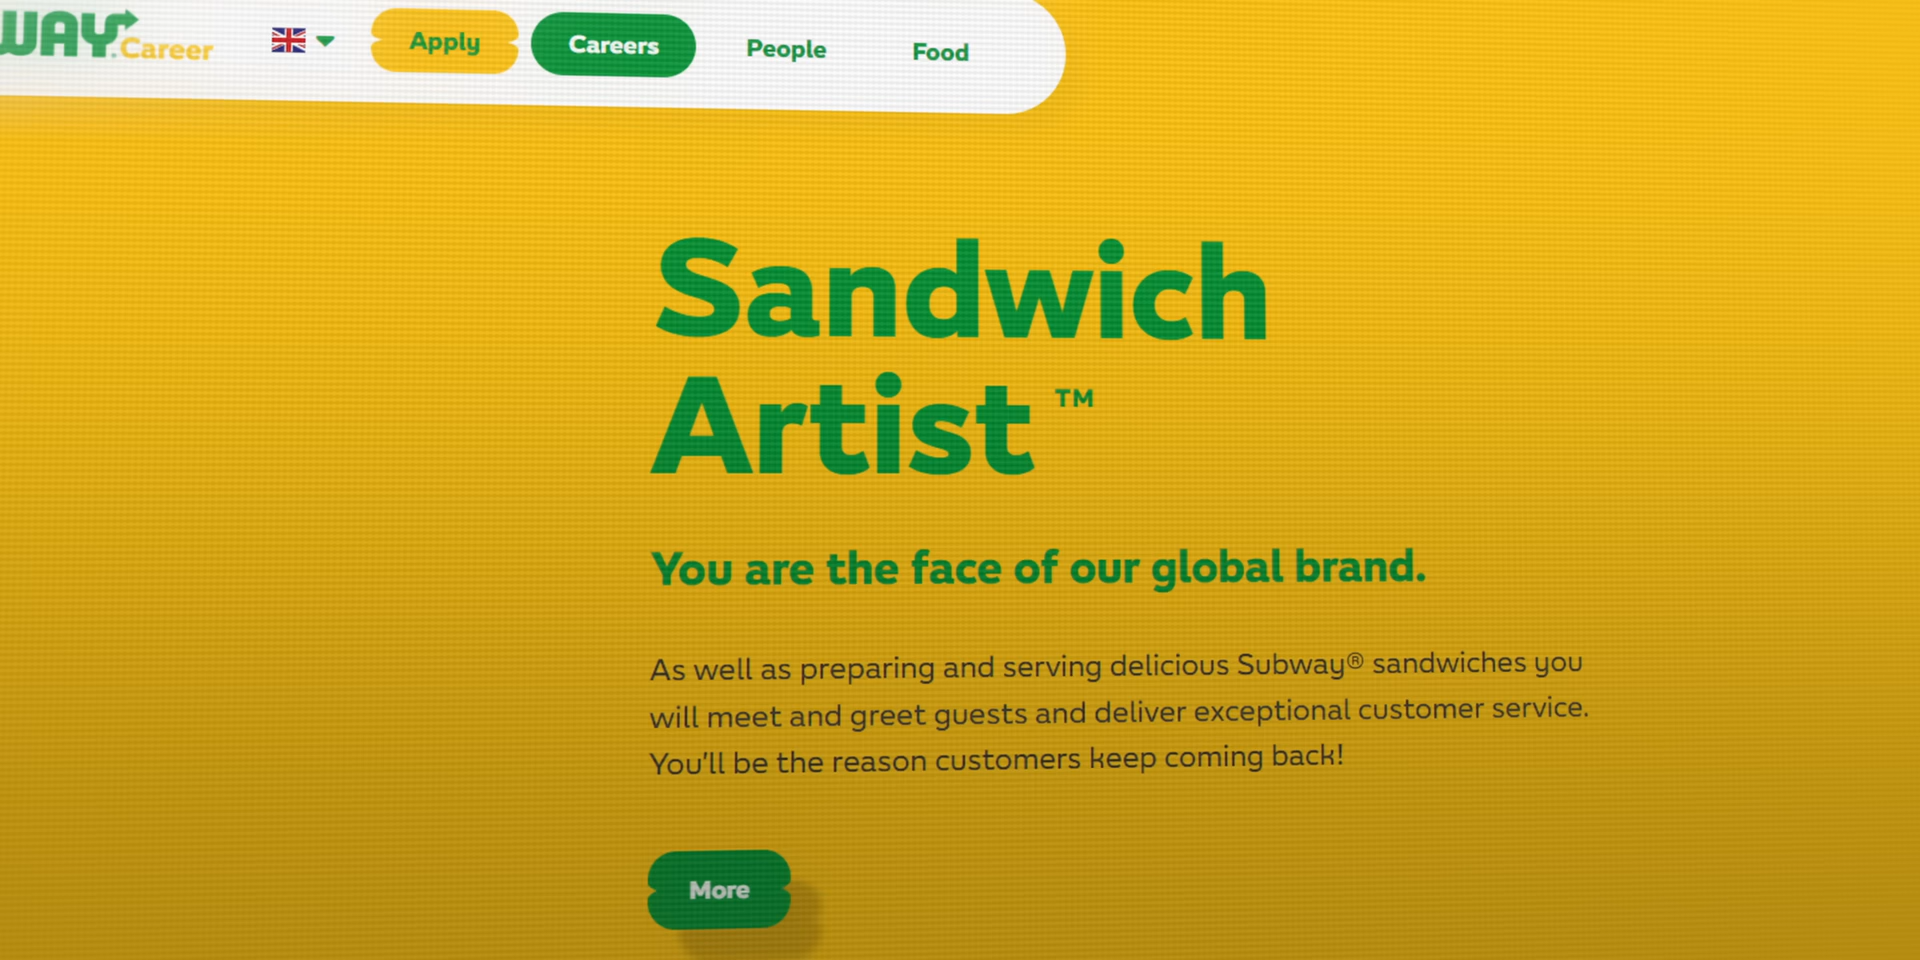 WAY.Career
Apply
Careers
People
Food
Sandwich
Artist ™
You are the face of our global brand.
As well as preparing and serving delicious Subway® sandwiches you
will meet and greet guests and deliver exceptional customer service.
You'll be the reason customers keep coming back!
More